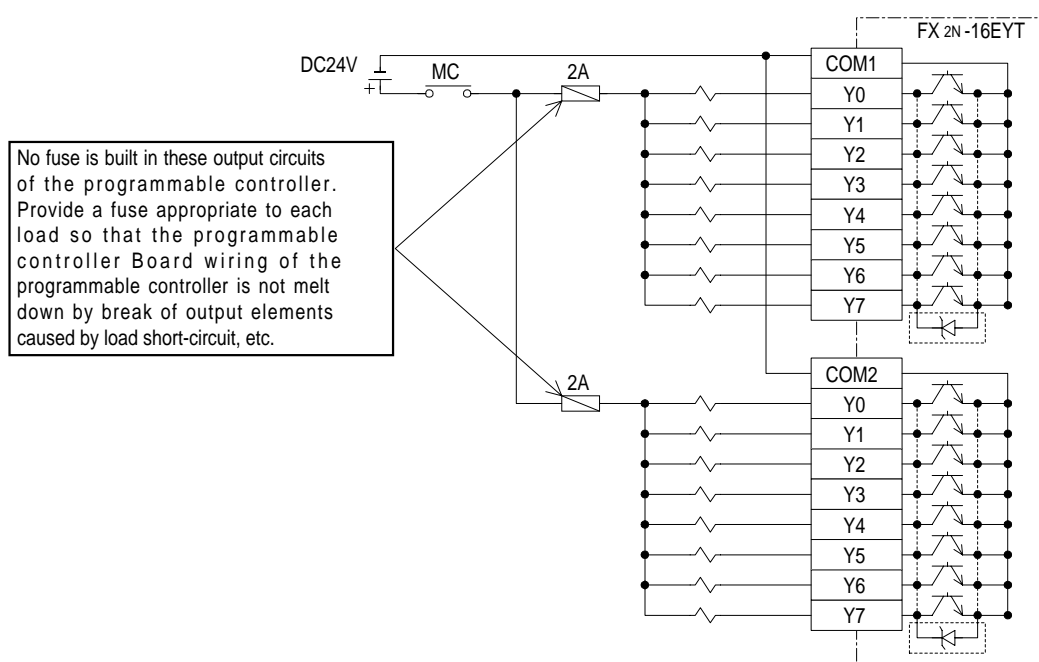 FX 2N -16EYT
DC24V
+
MC
2A
COM1
Y0
Y1
Y2
Y3
Y4
Y5
Y6
Y7
No fuse is built in these output circuits
of the programmable controller.
Provide a fuse appropriate to each
load so that the programmable
controller Board wiring of the
programmable controller is not melt
down by break of output elements
caused by load short-circuit, etc.
2A
COM2
Y0
Y1
Y2
Y3
Y4
Y5
Y6
Y7